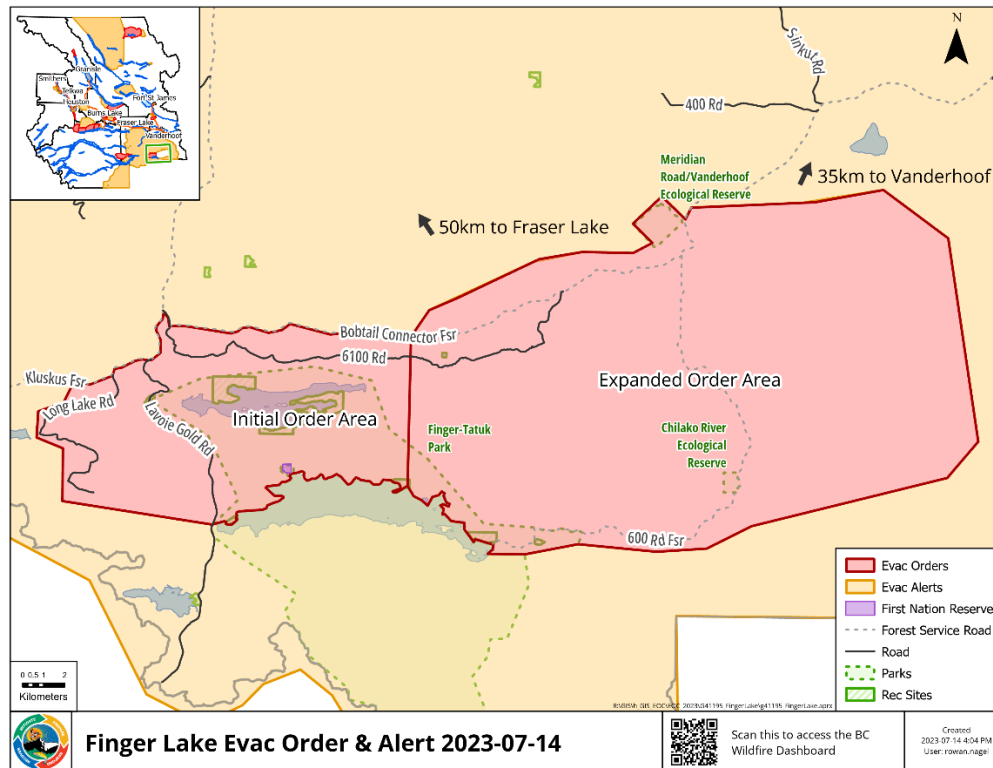 Granisle
Smithers
Telkwa
Houston
Fort St James
Burns Lake
Fraser Lake
Vanderhoof
N
Sinkut Rd
400 Rd
Meridian
Road/Vanderhoof
Ecological Reserve
35km to Vanderhoof
50km to Fraser Lake
Bobtail Connector Fsr
6100 Rd
Kluskus Fsr
Long Lake Rd
Lavoie Gold Rd
Initial Order Area
Expanded Order Area
Finger-Tatuk
Park
Chilako River
Ecological
Reserve
600 Rd Fsr
Evac Orders
Evac Alerts
First Nation Reserve
Forest Service Road
Road
Parks
Rec Sites
0 0.5 1 2
Kilometers
Finger Lake Evac Order & Alert 2023-07-14
Scan this to access the BC
Wildfire Dashboard
Created
2023-07-14 4:04 PM
User: rowan.nagel